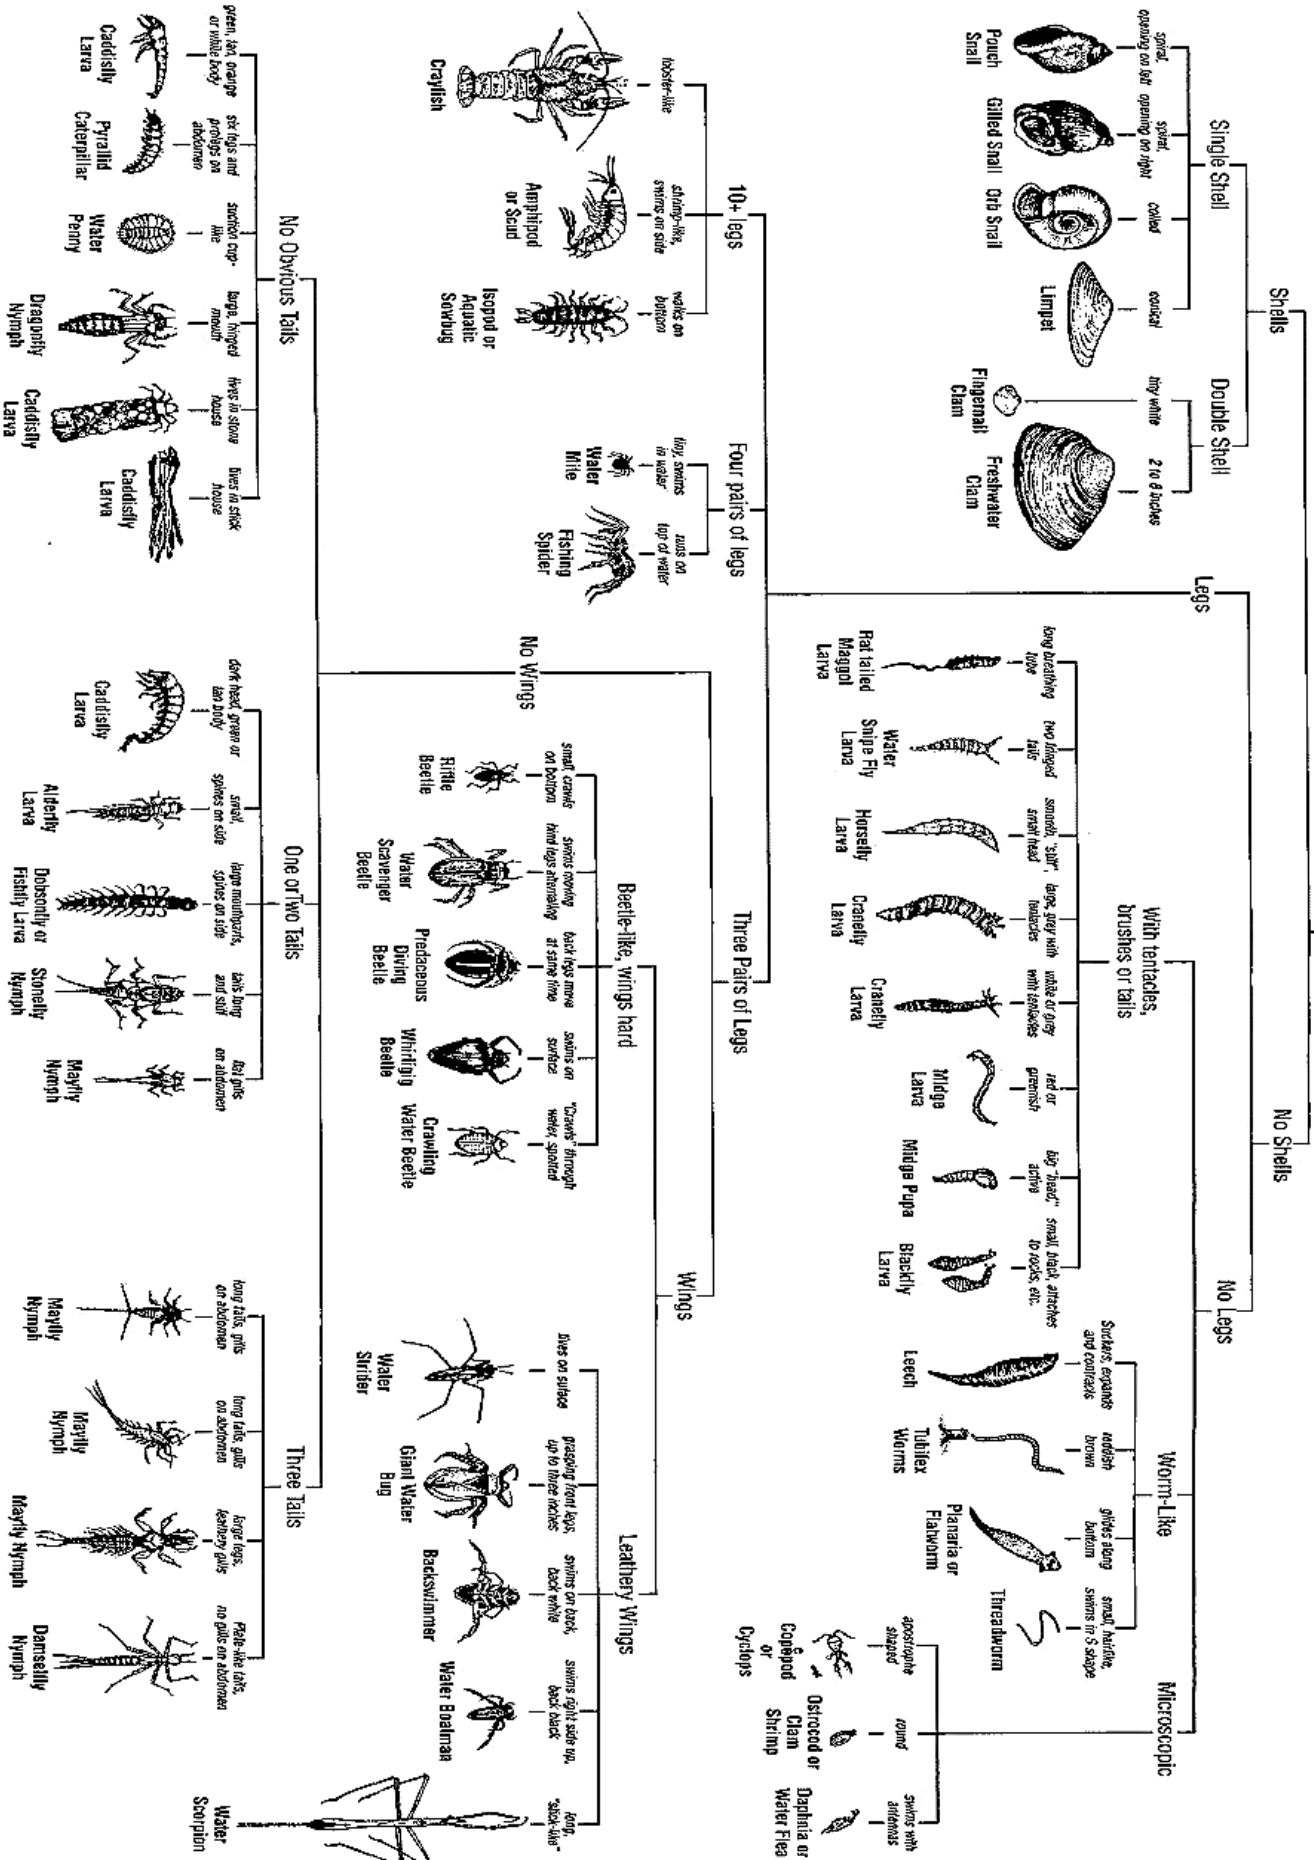 Shells
No Shells
Single Shell
Double Shell
spiral,
opening on left
Pouch
Snail
spiral,
opening on right
Gilled Snail
coiled
Orb Snail
conical
Limpet
tiny white
Fingernail
Clam
2 to 8 inches
Freshwater
Clam
Legs
No Legs
With tentacles,
brushes or tails
Worm-Like
Microscopic
long breathing
tube
Rat tailed
Maggot
Larva
two fringed
tails
Water
Snipe Fly
Larva
smooth, "stiff",
small head
Horsefly
Larva
large, grey with
tentacles
Cranefly
Larva
white or grey
with tentacles
Cranefly
Larva
red or
greenish
Midge
Larva
big "head,"
active
Midge Pupa
small, black, attaches
to rocks, etc.
Blackfly
Larva
Suckers, expands
and contracts
Leech
reddish
brown
Tubifex
Worms
glides along
bottom
Planaria or
Flatworm
small, hairlike,
swims in S shape
Threadworm
apostrophe
shaped
Copepod
or
Cyclops
round
Ostrocod or
Clam
Shrimp
swims with
antennas
Daphnia or
Water Flea
10+ legs
Four pairs of legs
Three Pairs of Legs
lobster-like
Crayfish
shrimp-like,
swims on side
Amphipod
or Scud
walks on
bottom
Isopod or
Aquatic
Sowbug
tiny, swims
in water
Water
Mite
runs on
top of water
Fishing
Spider
No Wings
Wings
Beetle-like, wings hard
Leathery Wings
small, crawls
on bottom
Riffle
Beetle
swims moving
hind legs alternating
Water
Scavenger
Beetle
back legs move
at same time
Predaceous
Diving
Beetle
swims on
surface
Whirligig
Beetle
"Crawls" through
water, spotted
Crawling
Water Beetle
lives on surface
Water
Strider
grasping front legs,
up to three inches
Giant Water
Bug
swims on back,
back white
Backswimmer
swims right side up,
back black
Water Boatman
long,
"stick-like"
Water
Scorpion
No Obvious Tails
One or Two Tails
Three Tails
green, tan, orange
or white body
Caddisfly
Larva
six legs and
prolegs on
abdomen
Pyrallid
Caterpillar
suction cup-
like
Water
Penny
large, hinged
mouth
Dragonfly
Nymph
lives in stone
house
Caddisfly
Larva
lives in stick
house
Caddisfly
Larva
dark head, green or
tan body
Caddisfly
Larva
small,
spines on side
Alderfly
Larva
large mouthparts,
spines on side
Dobsonfly or
Fishfly Larva
tails long
and stiff
Stonefly
Nymph
flat gills
on abdomen
Mayfly
Nymph
long tails, gills
on abdomen
Mayfly
Nymph
long tails, gills
on abdomen
Mayfly
Nymph
large legs,
feathery gills
Mayfly Nymph
Plate-like tails,
no gills on abdomen
Damselfly
Nymph